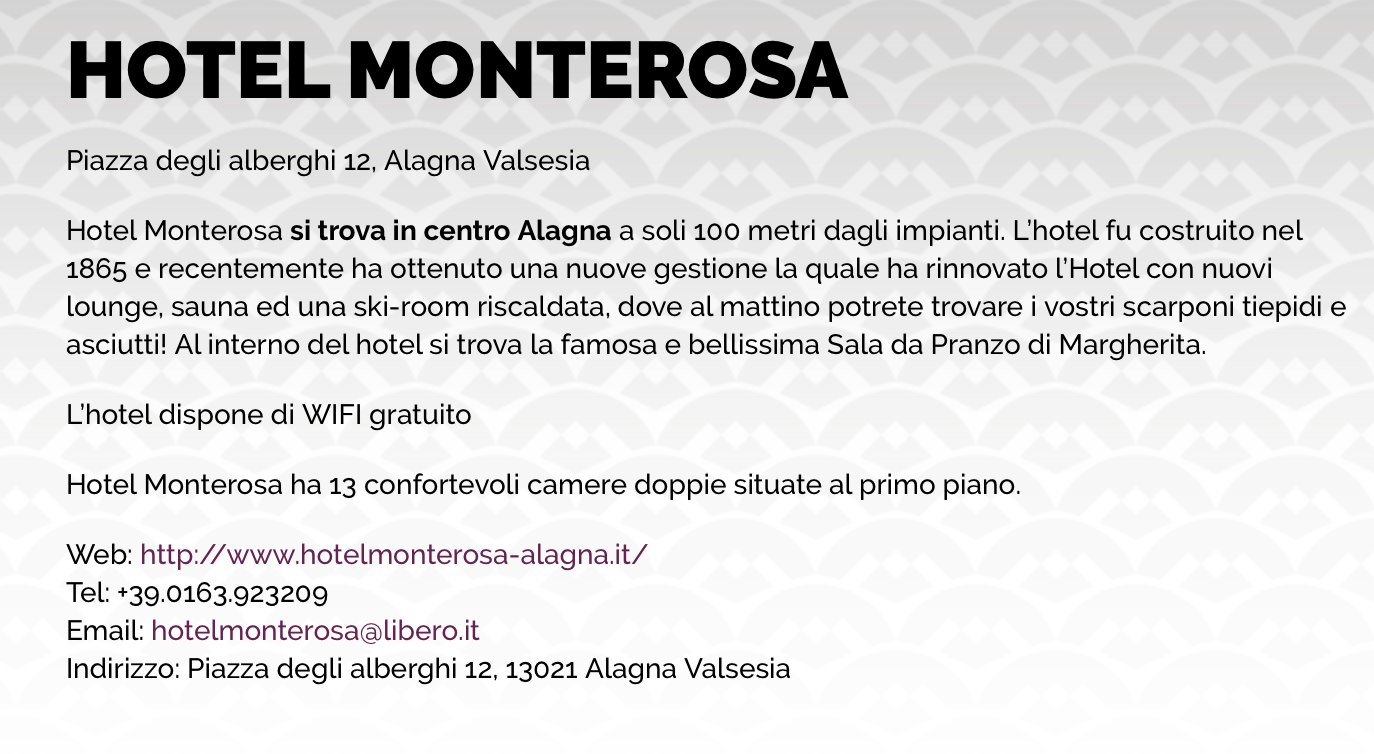 HOTEL MONTEROSA
Piazza degli alberghi 12, Alagna Valsesia
Hotel Monterosa si trova in centro Alagna a soli 100 metri dagli impianti. L’hotel fu costruito nel
1865 e recentemente ha ottenuto una nuove gestione la quale ha rinnovato l’Hotel con nuovi
lounge, sauna ed una ski-room riscaldata, dove al mattino potrete trovare i vostri scarponi tiepidi e
asciutti! Al interno del hotel si trova la famosa e bellissima Sala da Pranzo di Margherita.
L’hotel dispone di WIFI gratuito
Hotel Monterosa ha 13 confortevoli camere doppie situate al primo piano.
Web: http://www.hotelmonterosa-alagna.it/
Tel: +39.0163.923209
Email: hotelmonterosa@libero.it
Indirizzo: Piazza degli alberghi 12, 13021 Alagna Valsesia